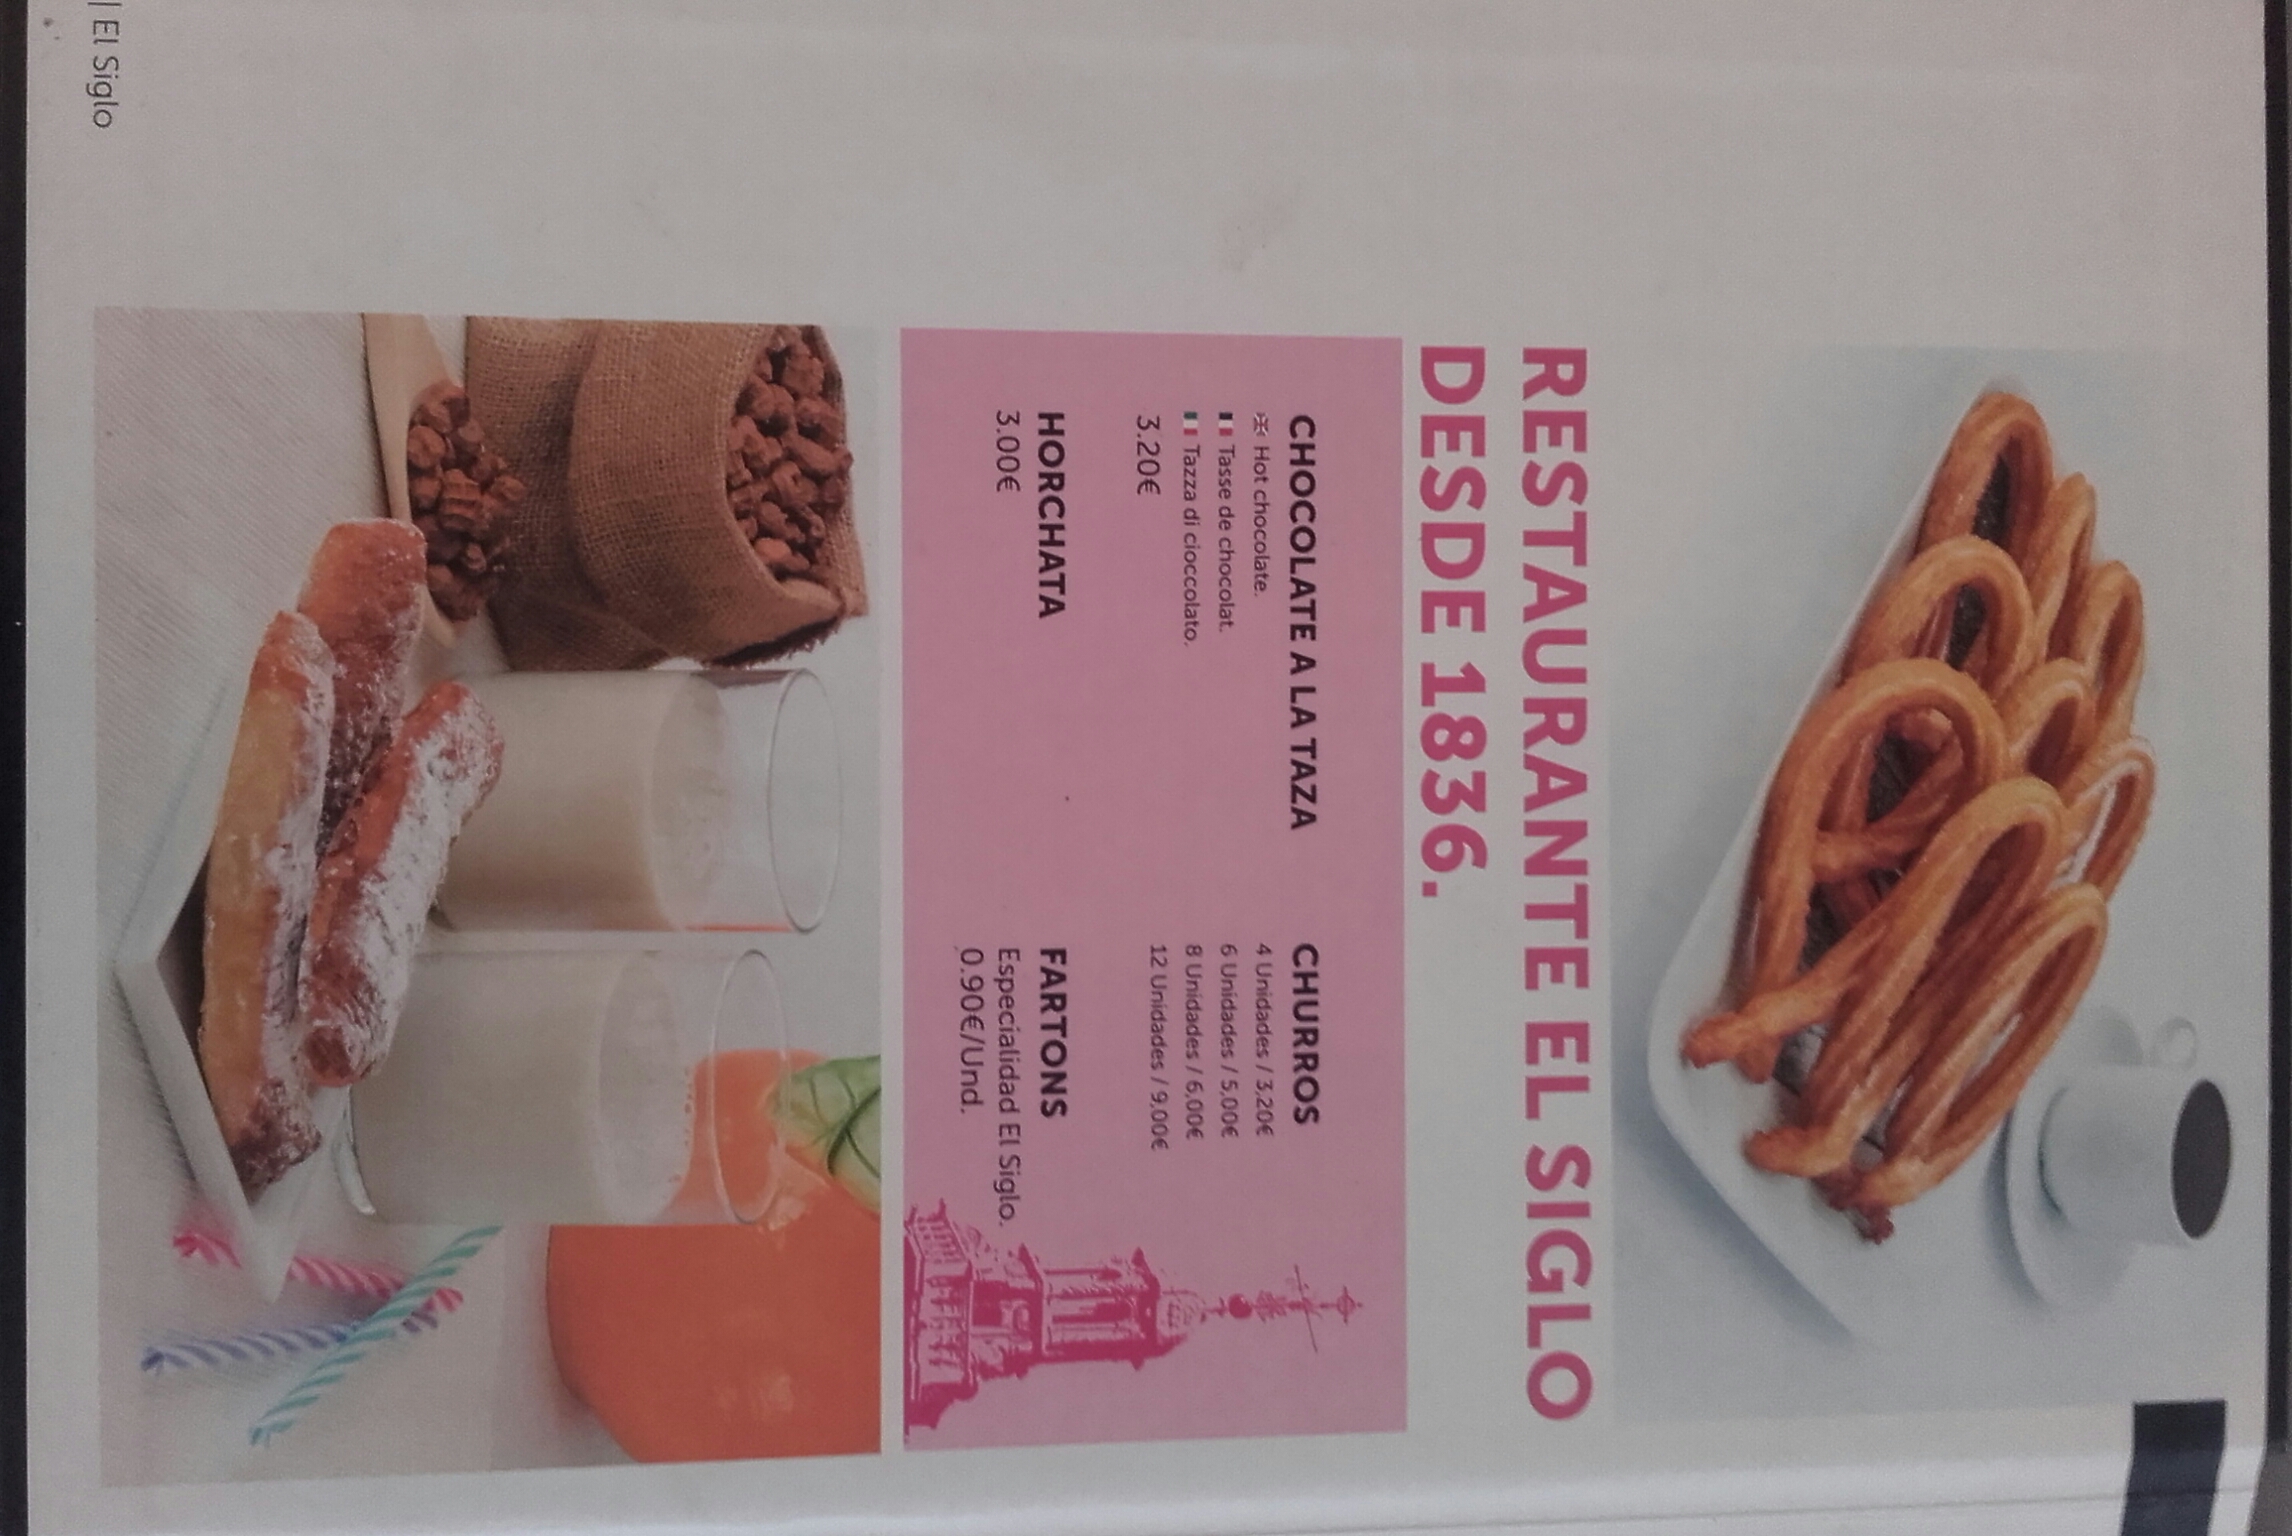 RESTAURANTE EL SIGLO
DESDE 1836.
CHOCOLATE A LA TAZA
Hot chocolate.
Tasse de chocolat.
Tazza di cioccolato.
3.20€
HORCHATA
3.00€
CHURROS
4 Unidades / 3,20€
6 Unidades / 5,00€
8 Unidades / 6,00€
12 Unidades / 9,00€
FARTONS
Especialidad El Siglo.
0.90€/Und.
| El Siglo